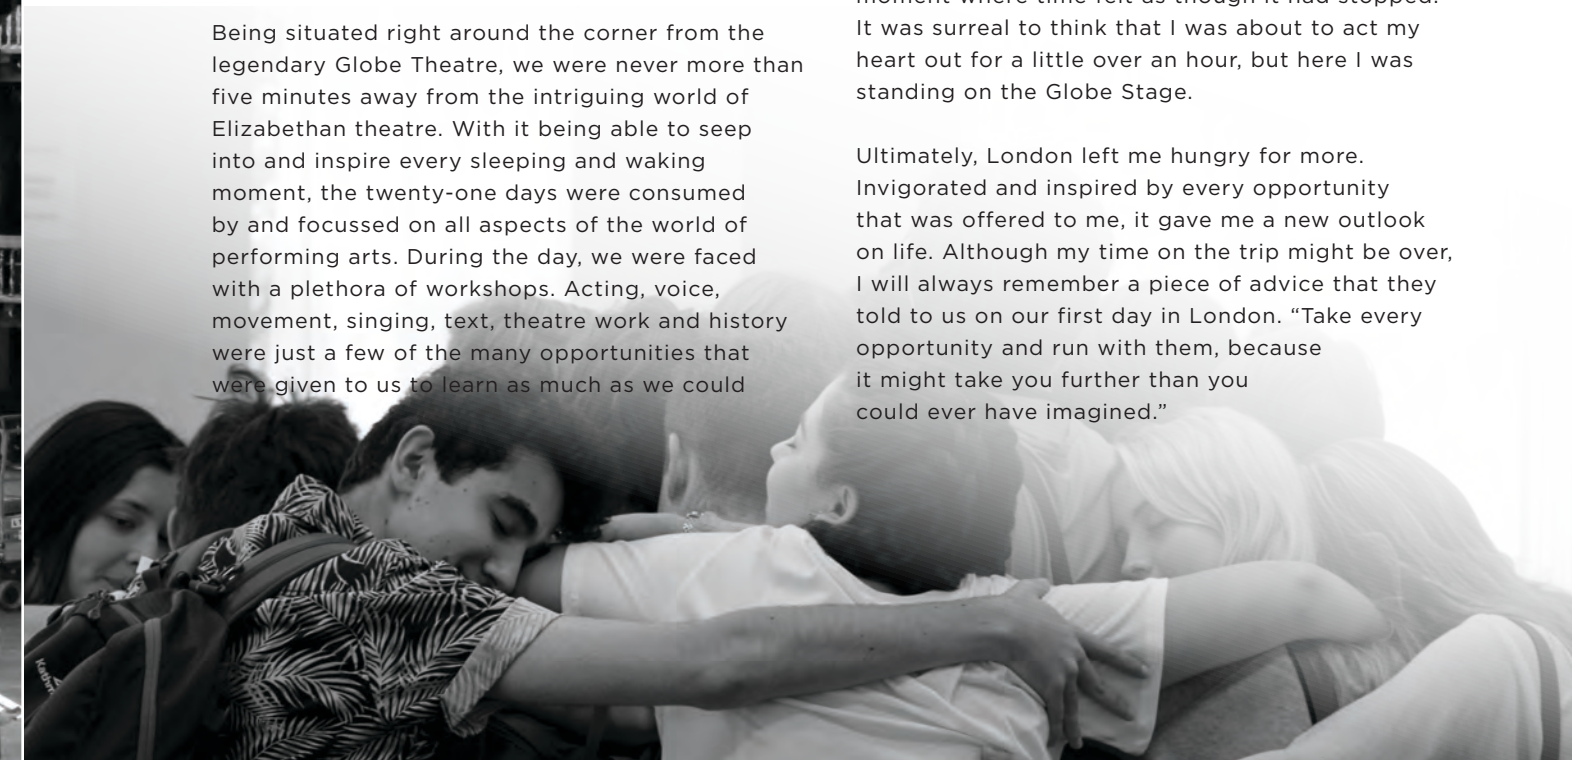 Being situated right around the corner from the
legendary Globe Theatre, we were never more than
five minutes away from the intriguing world of
Elizabethan theatre. With it being able to seep
into and inspire every sleeping and waking
moment, the twenty-one days were consumed
by and focussed on all aspects of the world of
performing arts. During the day, we were faced
with a plethora of workshops. Acting, voice,
movement, singing, text, theatre work and history
were just a few of the many opportunities that
were given to us to learn as much as we could
moment where time felt as though it had stopped.
It was surreal to think that I was about to act my
heart out for a little over an hour, but here I was
standing on the Globe Stage.
Ultimately, London left me hungry for more.
Invigorated and inspired by every opportunity
that was offered to me, it gave me a new outlook
on life. Although my time on the trip might be over,
I will always remember a piece of advice that they
told to us on our first day in London. “Take every
opportunity and run with them, because
it might take you further than you
could ever have imagined.”